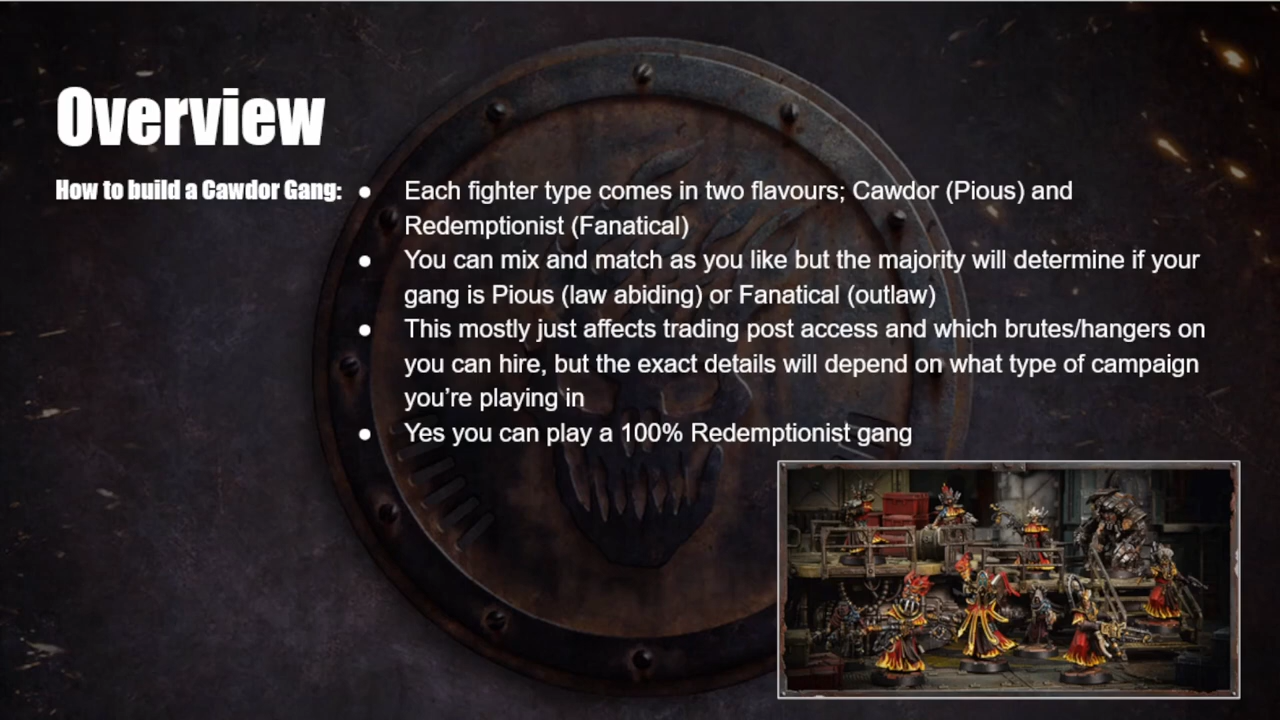 Overview
How to build a Cawdor Gang:
● Each fighter type comes in two flavours; Cawdor (Pious) and
Redemptionist (Fanatical)
● You can mix and match as you like but the majority will determine if your
gang is Pious (law abiding) or Fanatical (outlaw)
● This mostly just affects trading post access and which brutes/hangers on
you can hire, but the exact details will depend on what type of campaign
you’re playing in
● Yes you can play a 100% Redemptionist gang